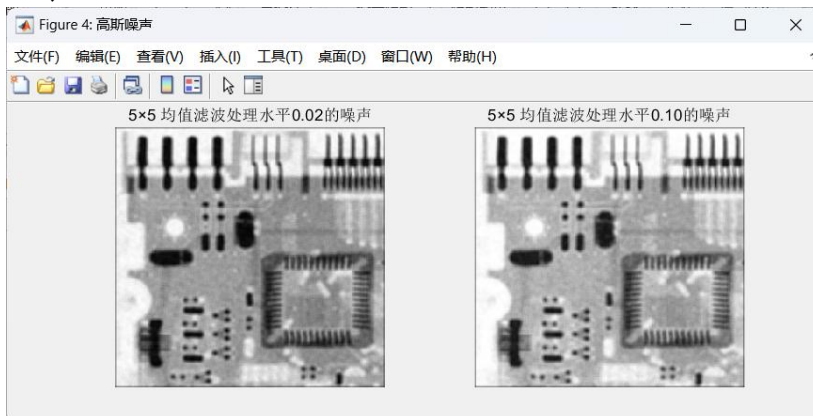 Figure 4: 高斯噪声
文件(F) 编辑(E) 查看(V) 插入(I) 工具(T) 桌面(D) 窗口(W) 帮助(H)
5×5 均值滤波处理水平0.02的噪声
5×5 均值滤波处理水平0.10的噪声